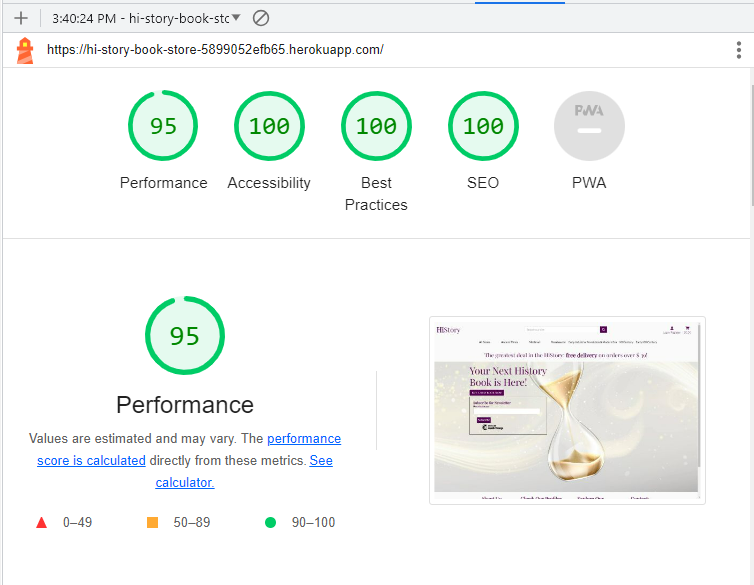 3:40:24 PM - hi-story-book-stc
https://hi-story-book-store-5899052efb65.herokuapp.com/
95
100
100
100
PWA
Performance
Accessibility
Best
Practices
SEO
PWA
95
Performance
Values are estimated and may vary. The performance
score is calculated directly from these metrics. See
calculator.
0–49
50–89
90–100
HiStory
The greatest deal in the HiStory: free delivery on orders over $ 30!
Your Next History
Book is Here!
Subscribe for Newsletter